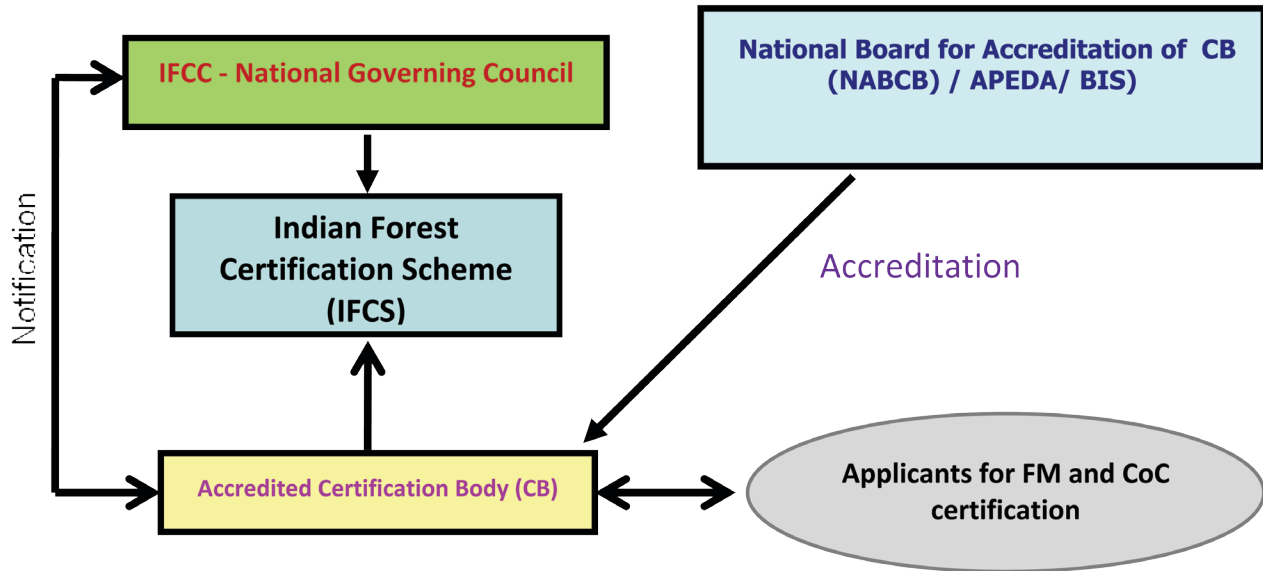 IFCC - National Governing Council
National Board for Accreditation of CB
(NABCB) / APEDA/ BIS)
Notification
Indian Forest
Certification Scheme
(IFCS)
Accreditation
Accredited Certification Body (CB)
Applicants for FM and CoC
certification